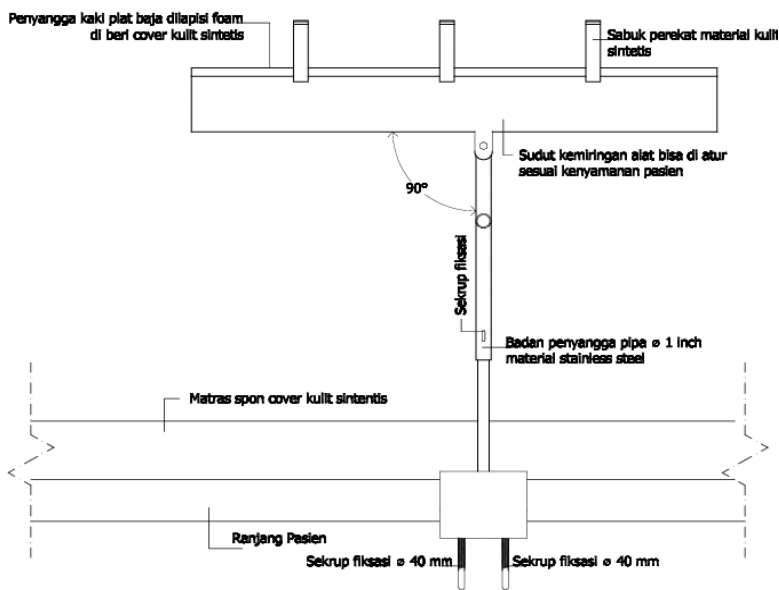 Penyangga kaki plat baja dilapisi foam
di beri cover kulit sintetis
Sabuk perekat material kulit
sintetis
Sudut kemiringan alat bisa di atur
sesuai kenyamanan pasien
90°
Sekrup fiksasi
Badan penyangga pipa ø 1 inch
material stainless steel
Matras spon cover kulit sintentis
Ranjang Pasien
Sekrup fiksasi ø 40 mm
Sekrup fiksasi ø 40 mm